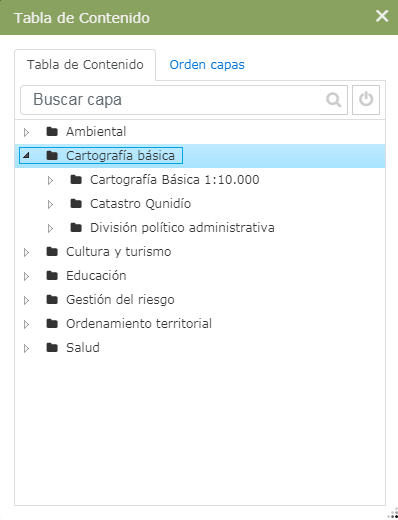 Tabla de Contenido
Tabla de Contenido Orden capas
Buscar capa
Ambiental
Cartografía básica
Cartografía Básica 1:10.000
Catastro Qunidío
División político administrativa
Cultura y turismo
Educación
Gestión del riesgo
Ordenamiento territorial
Salud